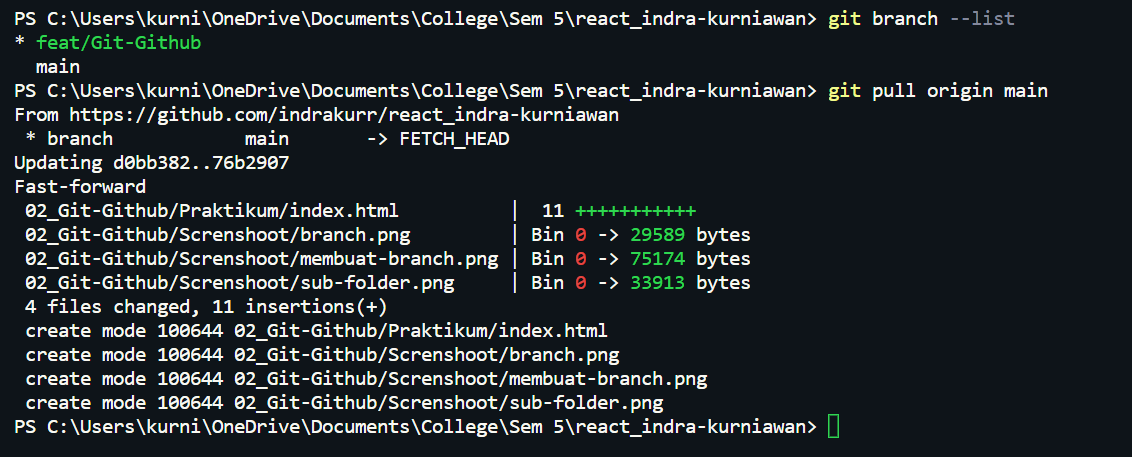 PS C:\Users\kurni\OneDrive\Documents\College\Sem 5\react_indra-kurniawan> git branch --list
* feat/Git-Github
  main
PS C:\Users\kurni\OneDrive\Documents\College\Sem 5\react_indra-kurniawan> git pull origin main
From https://github.com/indrakurr/react_indra-kurniawan
 * branch            main       -> FETCH_HEAD
Updating d0bb382..76b2907
Fast-forward
 02_Git-Github/Praktikum/index.html          |  11 +++++++++++
 02_Git-Github/Screnshoot/branch.png         | Bin 0 -> 29589 bytes
 02_Git-Github/Screnshoot/membuat-branch.png | Bin 0 -> 75174 bytes
 02_Git-Github/Screnshoot/sub-folder.png     | Bin 0 -> 33913 bytes
 4 files changed, 11 insertions(+)
 create mode 100644 02_Git-Github/Praktikum/index.html
 create mode 100644 02_Git-Github/Screnshoot/branch.png
 create mode 100644 02_Git-Github/Screnshoot/membuat-branch.png
 create mode 100644 02_Git-Github/Screnshoot/sub-folder.png
PS C:\Users\kurni\OneDrive\Documents\College\Sem 5\react_indra-kurniawan>